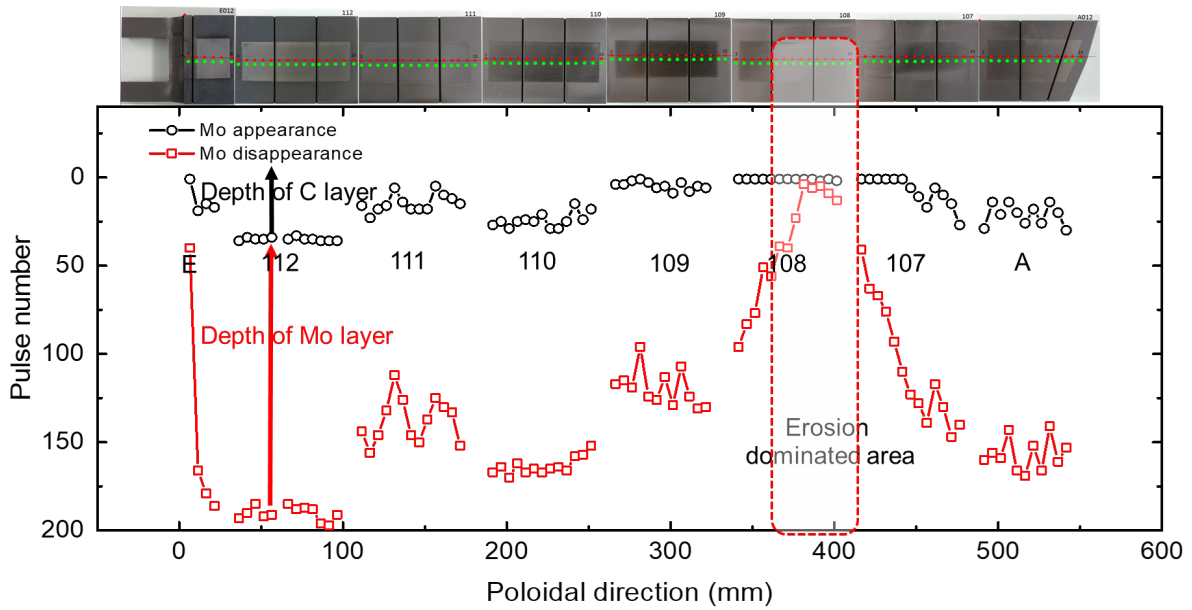 E012
112
111
110
109
108
107
A012
Mo appearance
Mo disappearance
Depth of C layer
E
112
111
110
109
108
107
A
Depth of Mo layer
Erosion
dominated area
0
50
100
150
200
Pulse number
0
100
200
300
400
500
600
Poloidal direction (mm)